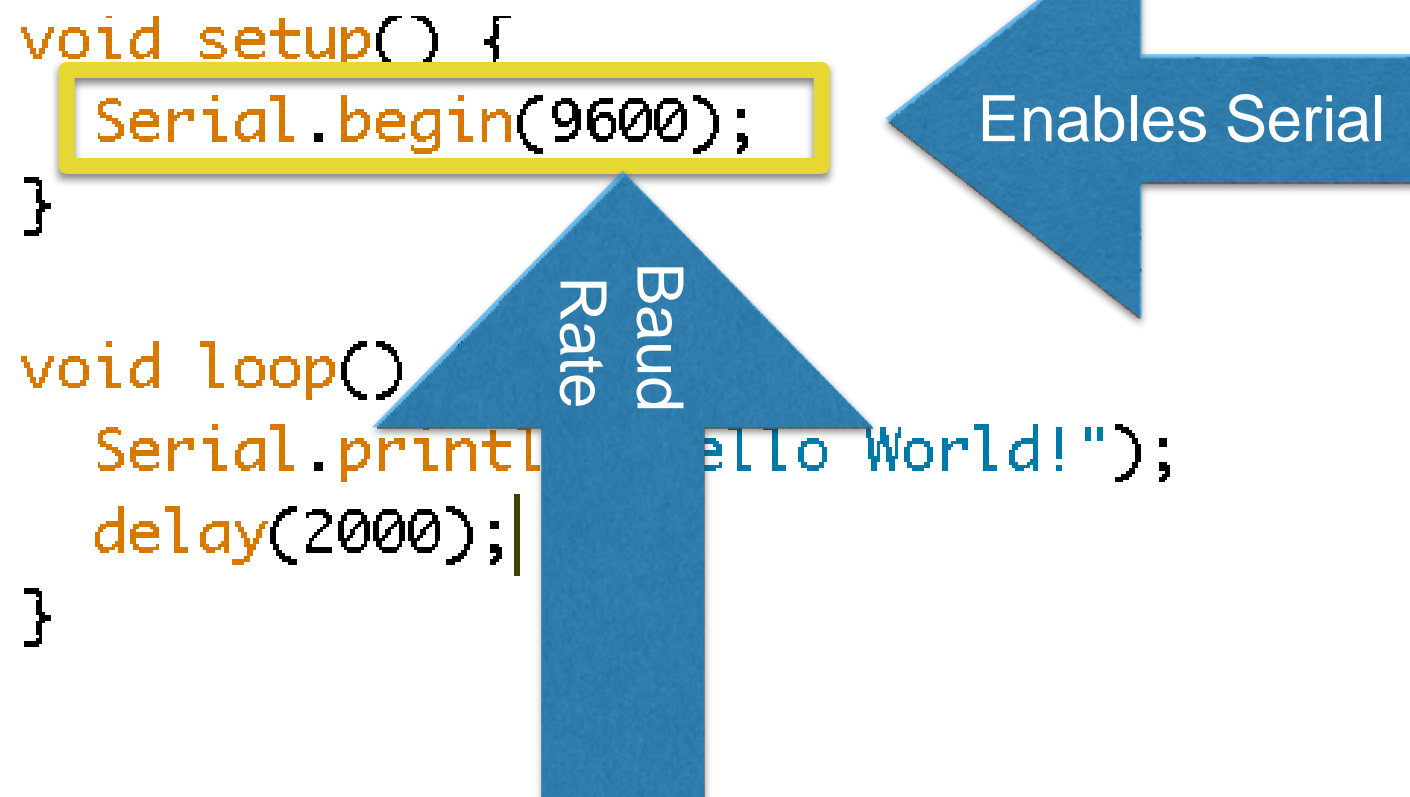 void setup() {
Serial.begin(9600);
Enables Serial
}
Baud
Rate
void loop()
Serial.printl ello World!");
delay(2000);
}